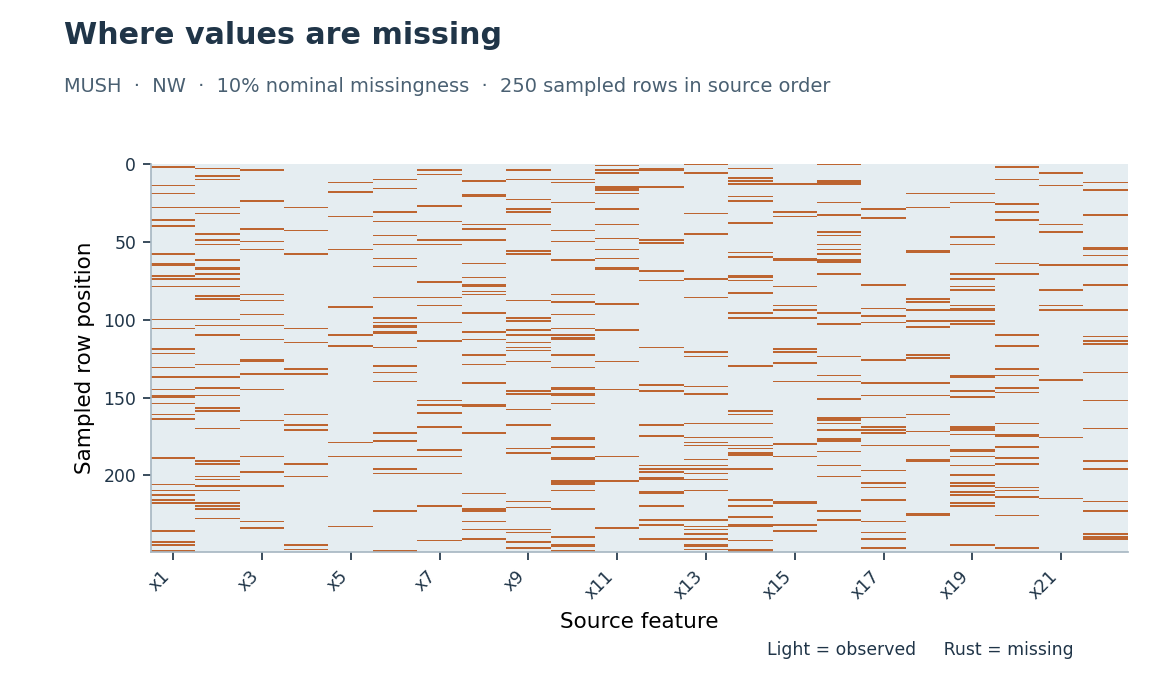 Where values are missing
MUSH · NW · 10% nominal missingness · 250 sampled rows in source order
Sampled row position
0
50
100
150
200
x1 x3 x5 x7 x9 x11 x13 x15 x17 x19 x21
Source feature
Light = observed Rust = missing